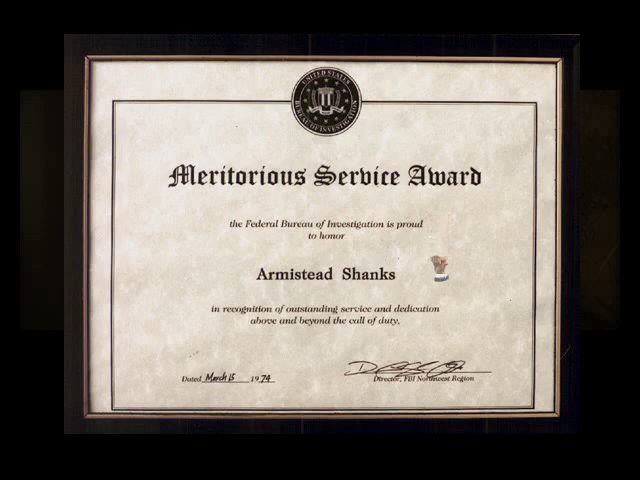 UNITED STATES
BUREAU OF INVESTIGATION
Meritorious Service Award
the Federal Bureau of Investigation is proud
to honor
Armistead Shanks
in recognition of outstanding service and dedication
above and beyond the call of duty,
Dated March 15 1974
Director, FBI Northwest Region